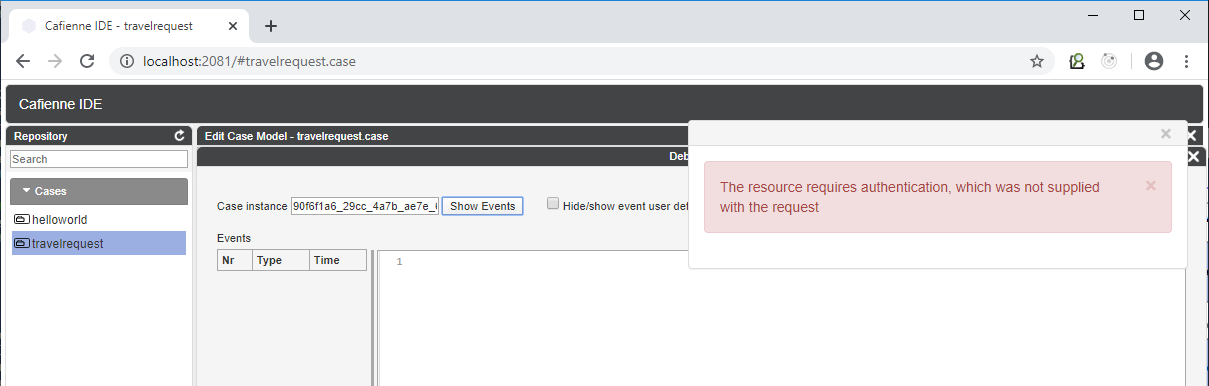 Cafienne IDE - travelrequest
localhost:2081/#travelrequest.case
Cafienne IDE
Repository
Edit Case Model - travelrequest.case
Search
Cases
helloworld
travelrequest
Case instance 90f6f1a6_29cc_4a7b_ae7e_ Show Events Hide/show event user
Events
Nr Type Time
1
The resource requires authentication, which was not supplied
with the request